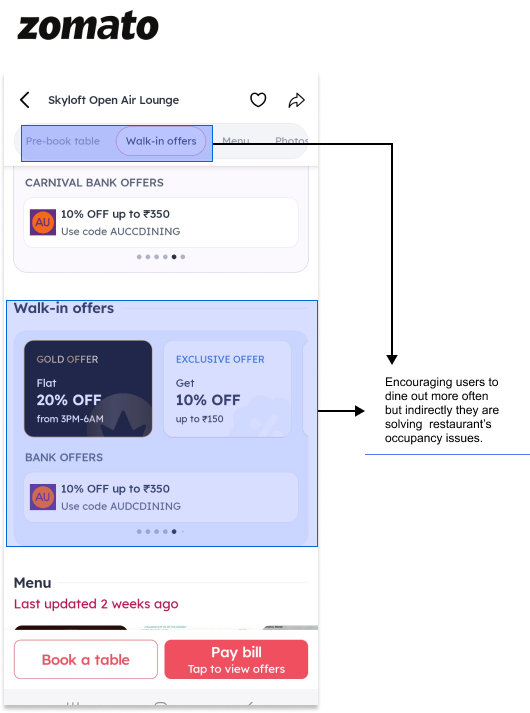 zomato
Skyloft Open Air Lounge
Pre-book table
Walk-in offers
Menu
Photos
CARNIVAL BANK OFFERS
AU
10% OFF up to ₹350
Use code AUCCDINING
Walk-in offers
GOLD OFFER
Flat
20% OFF
from 3PM-6AM
EXCLUSIVE OFFER
Get
10% OFF
up to ₹150
BANK OFFERS
AU
10% OFF up to ₹350
Use code AUDCDINING
Encouraging users to
dine out more often
but indirectly they are
solving restaurant's
occupancy issues.
Menu
Last updated 2 weeks ago
Book a table
Pay bill
Tap to view offers